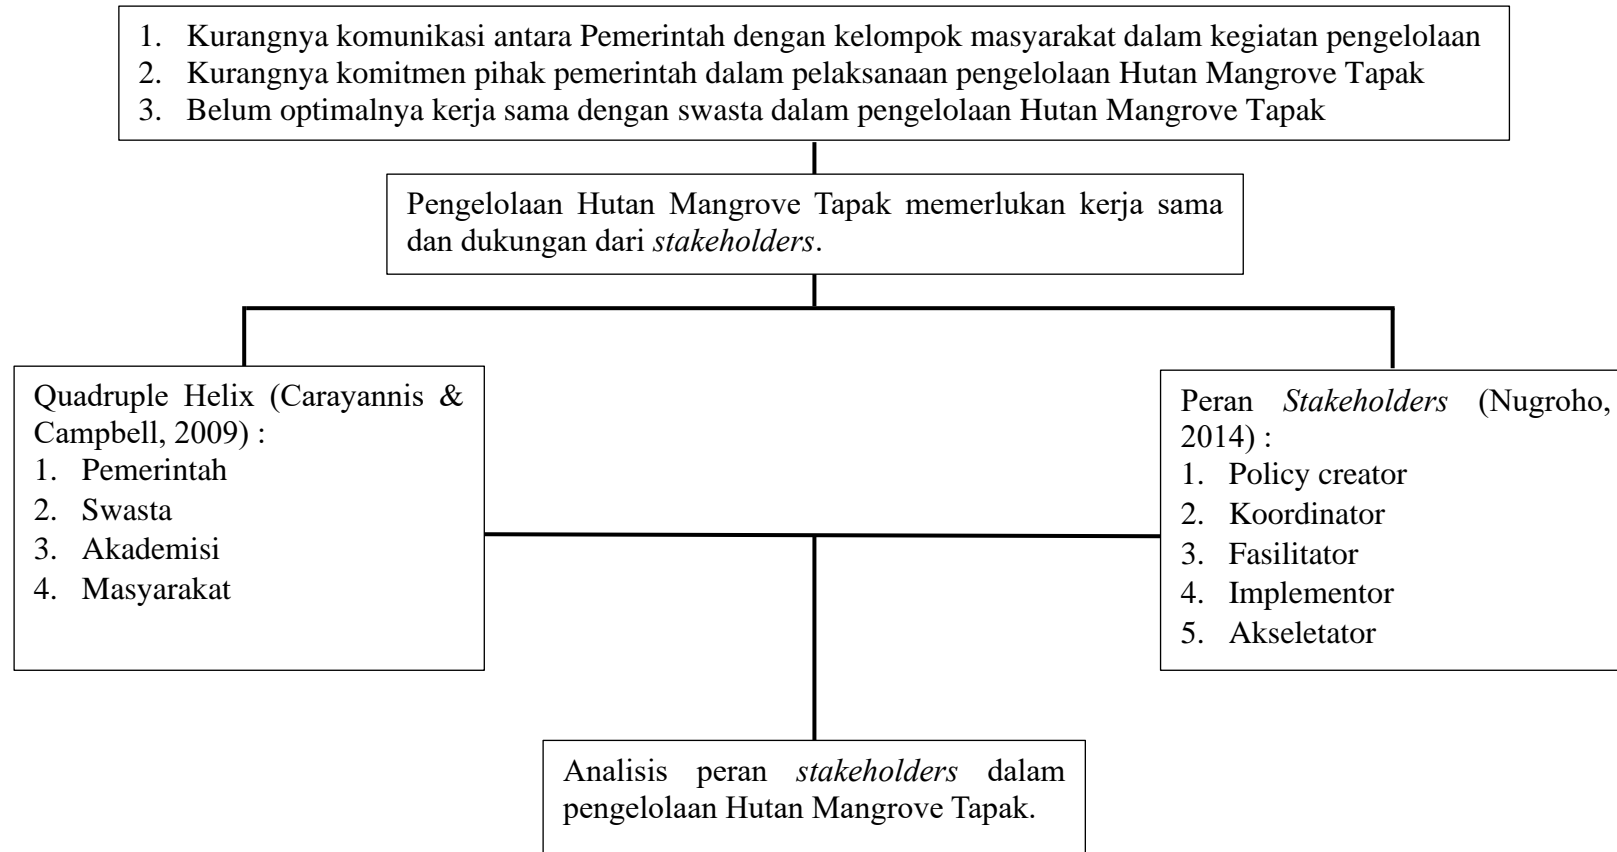 1. Kurangnya komunikasi antara Pemerintah dengan kelompok masyarakat dalam kegiatan pengelolaan
2. Kurangnya komitmen pihak pemerintah dalam pelaksanaan pengelolaan Hutan Mangrove Tapak
3. Belum optimalnya kerja sama dengan swasta dalam pengelolaan Hutan Mangrove Tapak
Pengelolaan Hutan Mangrove Tapak memerlukan kerja sama
dan dukungan dari stakeholders.
Quadruple Helix (Carayannis &
Campbell, 2009) :
1. Pemerintah
2. Swasta
3. Akademisi
4. Masyarakat
Peran Stakeholders (Nugroho,
2014) :
1. Policy creator
2. Koordinator
3. Fasilitator
4. Implementor
5. Akseletator
Analisis peran stakeholders dalam
pengelolaan Hutan Mangrove Tapak.